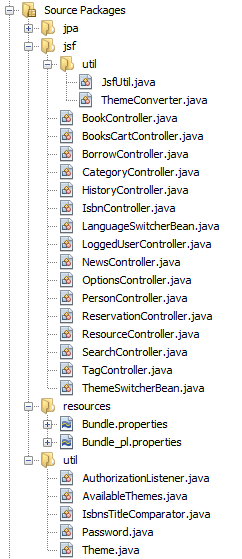 Source Packages
jpa
jsf
util
JsfUtil.java
ThemeConverter.java
BookController.java
BooksCartController.java
BorrowController.java
CategoryController.java
HistoryController.java
IsbnController.java
LanguageSwitcherBean.java
LoggedUserController.java
NewsController.java
OptionsController.java
PersonController.java
ReservationController.java
ResourceController.java
SearchController.java
TagController.java
ThemeSwitcherBean.java
resources
Bundle.properties
Bundle_pl.properties
util
AuthorizationListener.java
AvailableThemes.java
IsbnsTitleComparator.java
Password.java
Theme.java